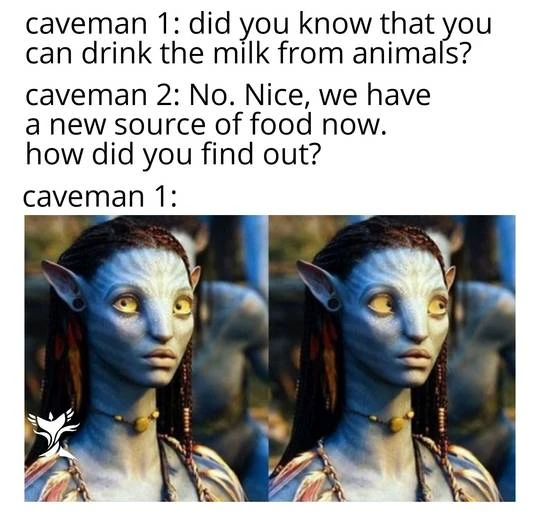 caveman 1: did you know that you
can drink the milk from animals?
caveman 2: No. Nice, we have
a new source of food now.
how did you find out?
caveman 1: